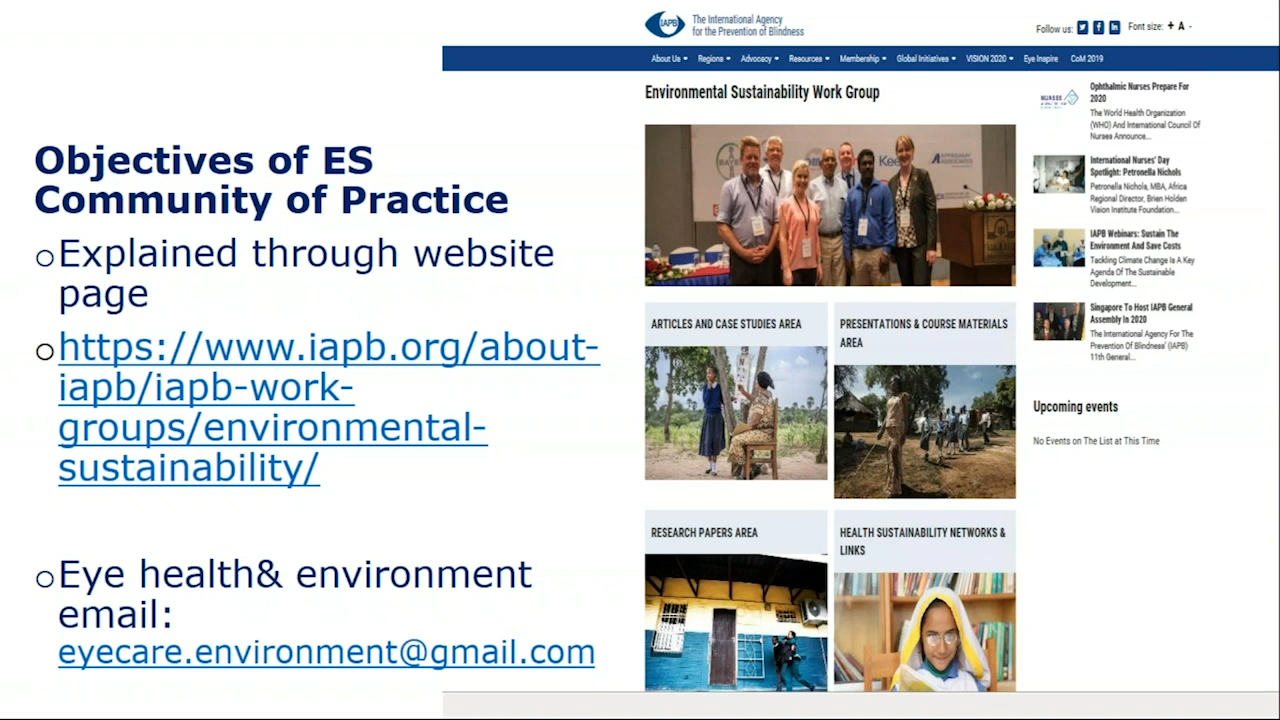 Objectives of ES
Community of Practice
oExplained through website
page
ohttps://www.iapb.org/about-
iapb/iapb-work-
groups/environmental-
sustainability/
oEye health& environment
email:
eyecare.environment@gmail.com
IAPB
The International Agency
for the Prevention of Blindness
Follow us:
Font size: + A -
About Us Regions Advocacy Resources Membership Global Initiatives VISION 2020 Eye Inspire CoM 2019
Environmental Sustainability Work Group
BAYER
ARTICLES AND CASE STUDIES AREA
PRESENTATIONS & COURSE MATERIALS
AREA
RESEARCH PAPERS AREA
HEALTH SUSTAINABILITY NETWORKS &
LINKS
Ophthalmic Nurses Prepare For
2020
The World Health Organization
(WHO) And International Council Of
Nurses Announce...
International Nurses' Day
Spotlight: Petronella Nichols
Petronella Nichola, MBA, Africa
Regional Director, Brien Holden
Vision Institute Foundation...
IAPB Webinars: Sustain The
Environment And Save Costs
Tackling Climate Change Is A Key
Agenda Of The Sustainable
Development...
Singapore To Host IAPB General
Assembly In 2020
The International Agency For The
Prevention Of Blindness' (IAPB)
11th General...
Upcoming events
No Events on The List at This Time